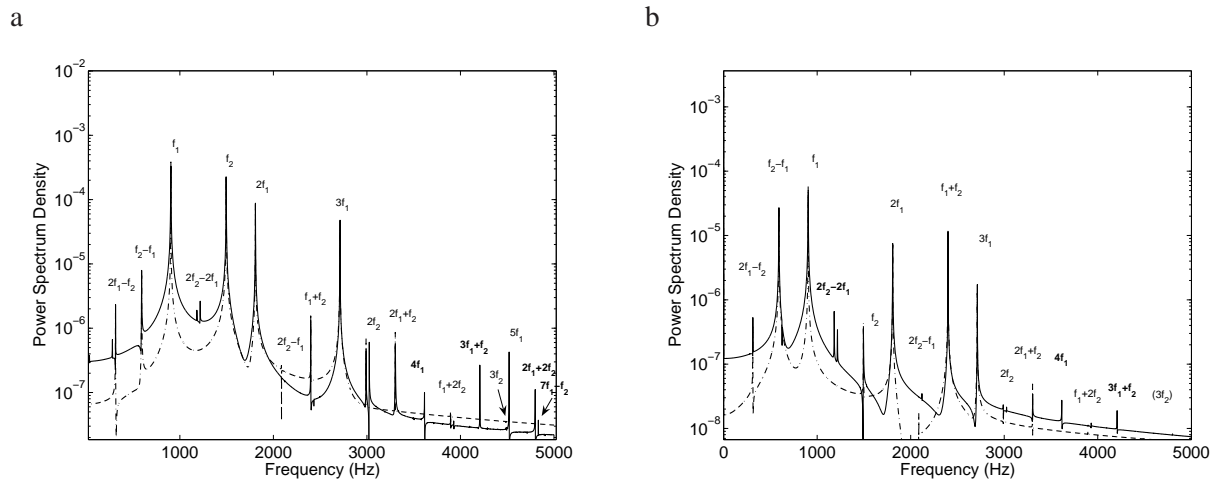 a
10⁻²
10⁻³
10⁻⁴
10⁻⁵
10⁻⁶
10⁻⁷
Power Spectrum Density
f₁
f₂
2f₁
3f₁
f₂−f₁
2f₁−f₂
2f₂−2f₁
f₁+f₂
2f₂−f₁
2f₂
2f₁+f₂
4f₁
3f₁+f₂
f₁+2f₂
3f₂
5f₁
2f₁+2f₂
7f₁−f₂
1000 2000 3000 4000 5000
Frequency (Hz)
b
10⁻³
10⁻⁴
10⁻⁵
10⁻⁶
10⁻⁷
10⁻⁸
Power Spectrum Density
f₂−f₁
f₁
2f₁
f₁+f₂
3f₁
2f₁−f₂
2f₂−2f₁
f₂
2f₂−f₁
2f₂
2f₁+f₂
4f₁
f₁+2f₂
3f₁+f₂
(3f₂)
0 1000 2000 3000 4000 5000
Frequency (Hz)